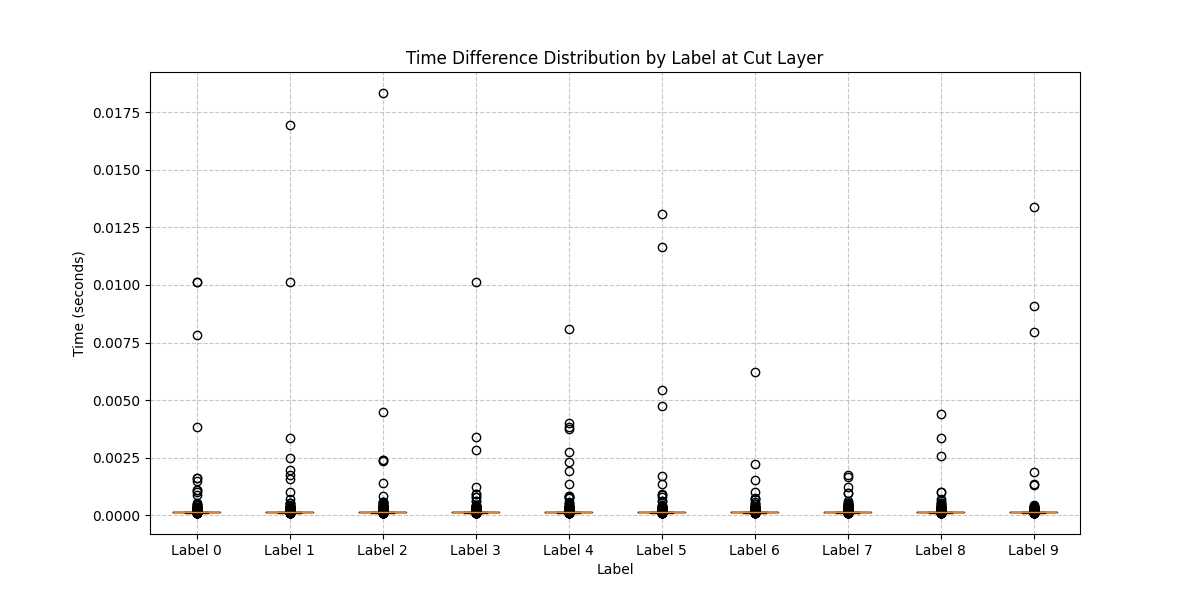 Time Difference Distribution by Label at Cut Layer
0.0175
0.0150
0.0125
0.0100
0.0075
0.0050
0.0025
0.0000
Time (seconds)
Label 0 Label 1 Label 2 Label 3 Label 4 Label 5 Label 6 Label 7 Label 8 Label 9
Label